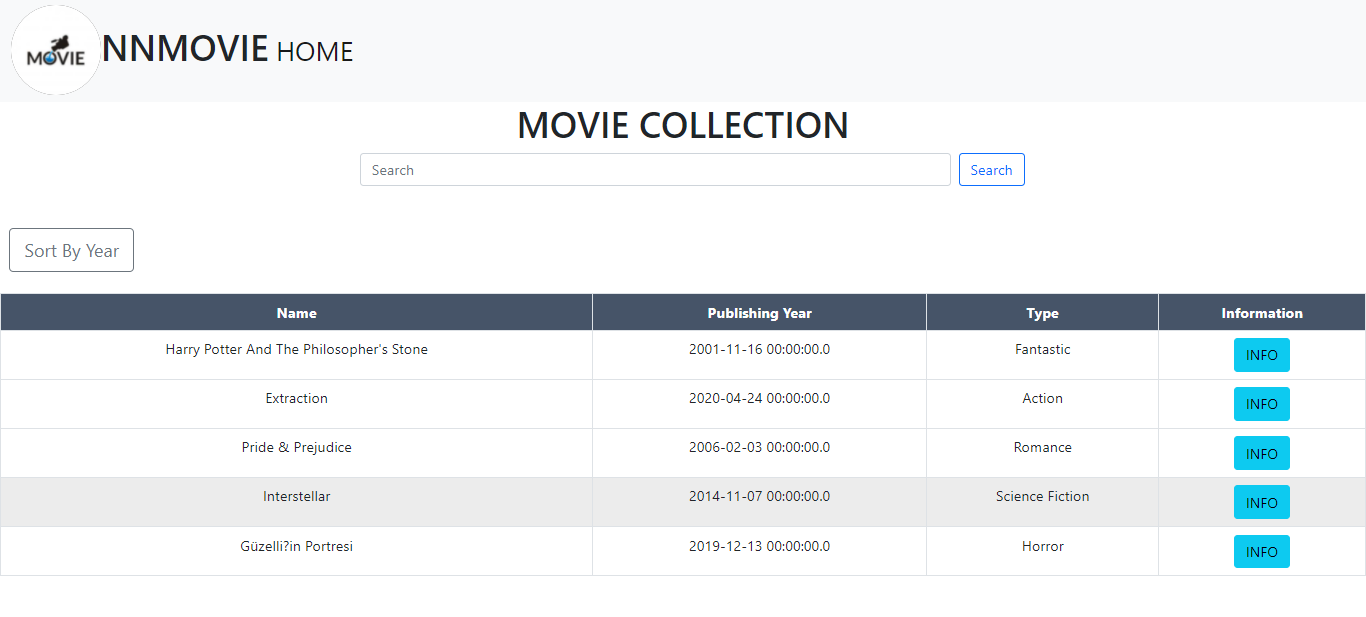 MOVIE
NNMOVIE HOME
MOVIE COLLECTION
Search Search
Sort By Year
Name Publishing Year Type Information
Harry Potter And The Philosopher's Stone 2001-11-16 00:00:00.0 Fantastic INFO
Extraction 2020-04-24 00:00:00.0 Action INFO
Pride & Prejudice 2006-02-03 00:00:00.0 Romance INFO
Interstellar 2014-11-07 00:00:00.0 Science Fiction INFO
Güzelli?in Portresi 2019-12-13 00:00:00.0 Horror INFO